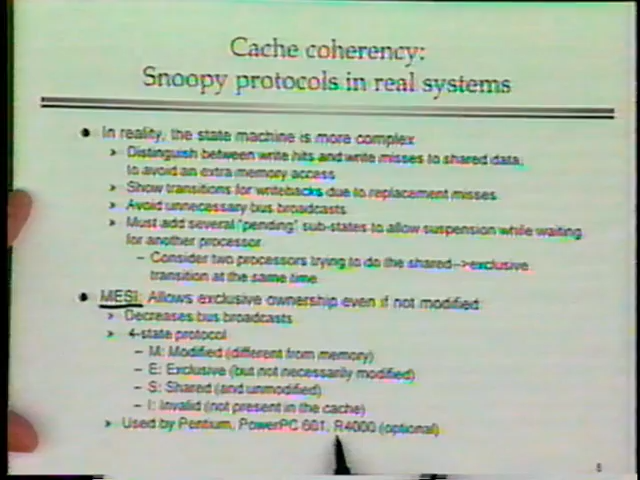 Cache coherency:
Snoopy protocols in real systems
● In reality, the state machine is more complex
» Distinguish between write hits and write misses to shared data,
to avoid an extra memory access
» Show transitions for writebacks due to replacement misses
» Avoid unnecessary bus broadcasts
» Must add several "pending" sub-states to allow suspension while waiting
for another processor
– Consider two processors trying to do the shared-->exclusive
transition at the same time
● MESI: Allows exclusive ownership even if not modified
» Decreases bus broadcasts
» 4-state protocol
– M: Modified (different from memory)
– E: Exclusive (but not necessarily modified)
– S: Shared (and unmodified)
– I: Invalid (not present in the cache)
» Used by Pentium, PowerPC 601, R4000 (optional)
8